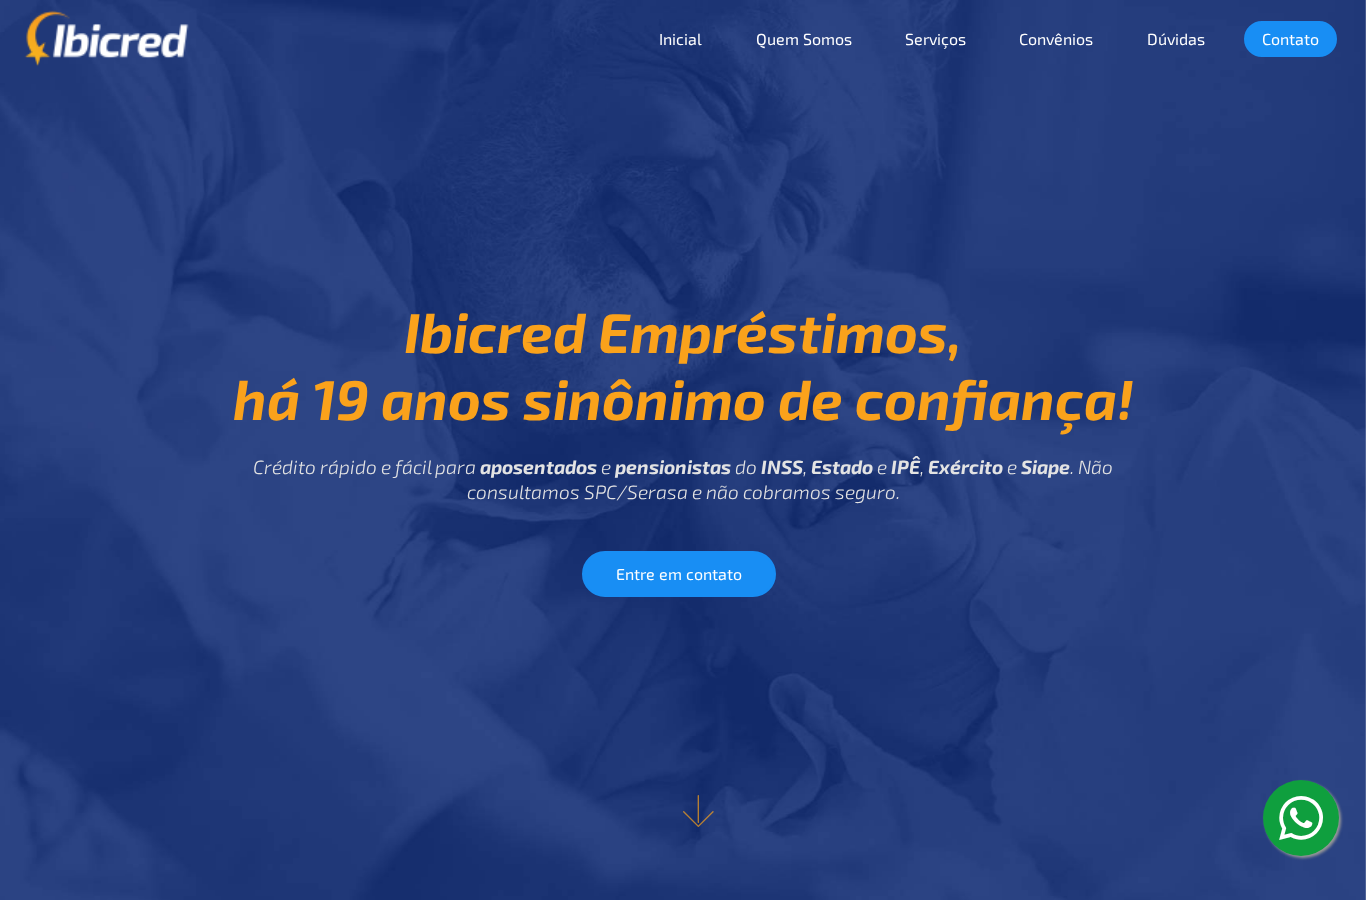 Ibicred
Inicial
Quem Somos
Serviços
Convênios
Dúvidas
Contato
Ibicred Empréstimos,
há 19 anos sinônimo de confiança!
Crédito rápido e fácil para aposentados e pensionistas do INSS, Estado e IPÊ, Exército e Siape. Não
consultamos SPC/Serasa e não cobramos seguro.
Entre em contato